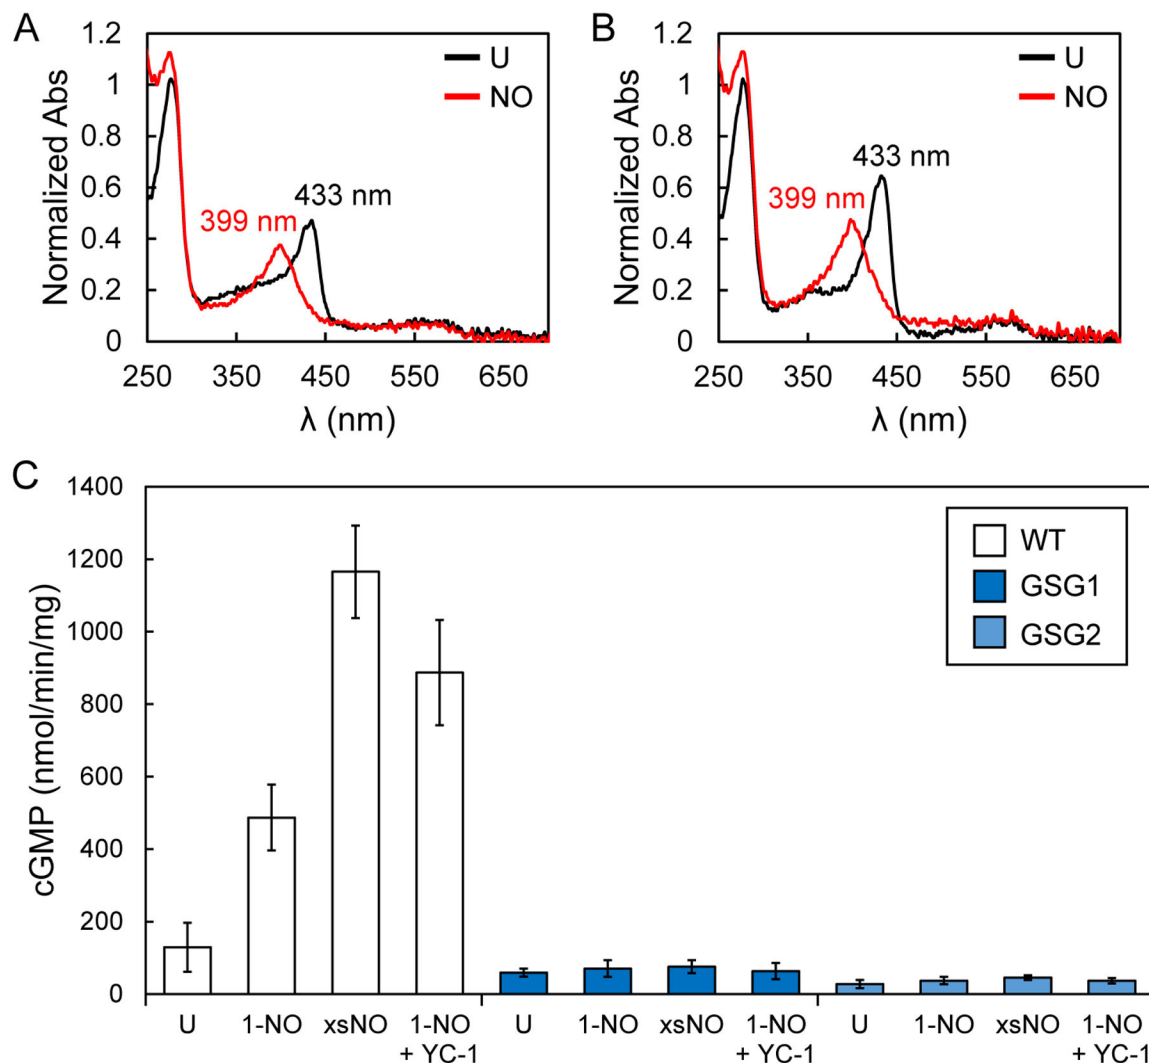 A
1.2
1
0.8
0.6
0.4
0.2
0
Normalized Abs
U
NO
433 nm
399 nm
250 350 450 550 650
λ (nm)
B
1.2
1
0.8
0.6
0.4
0.2
0
Normalized Abs
U
NO
433 nm
399 nm
250 350 450 550 650
λ (nm)
C
1400
1200
1000
800
600
400
200
0
cGMP (nmol/min/mg)
WT
GSG1
GSG2
U 1-NO xsNO 1-NO U 1-NO xsNO 1-NO U 1-NO xsNO 1-NO
+ YC-1 + YC-1 + YC-1